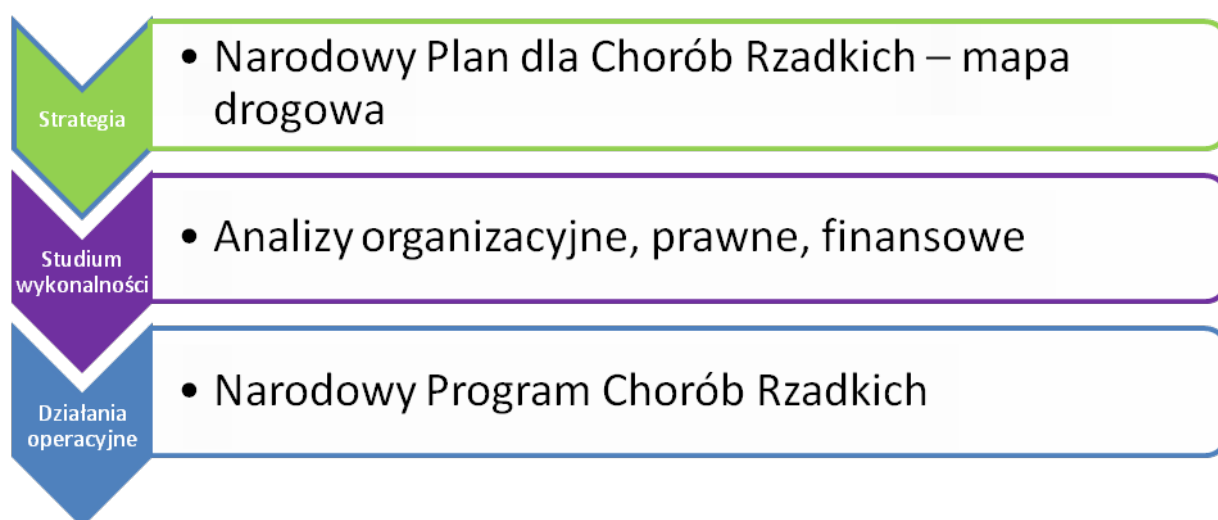 Strategia
• Narodowy Plan dla Chorób Rzadkich – mapa
drogowa
Studium
wykonalności
• Analizy organizacyjne, prawne, finansowe
Działania
operacyjne
• Narodowy Program Chorób Rzadkich